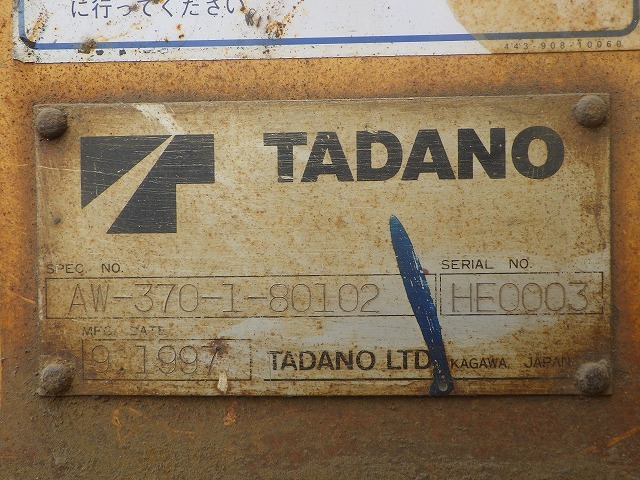 に行ってください。
443-908-10060
TADANO
SPEC NO.
AW-370-1-80102
SERIAL NO.
HE0003
MFG. DATE
9.1997
TADANO LTD. KAGAWA, JAPAN